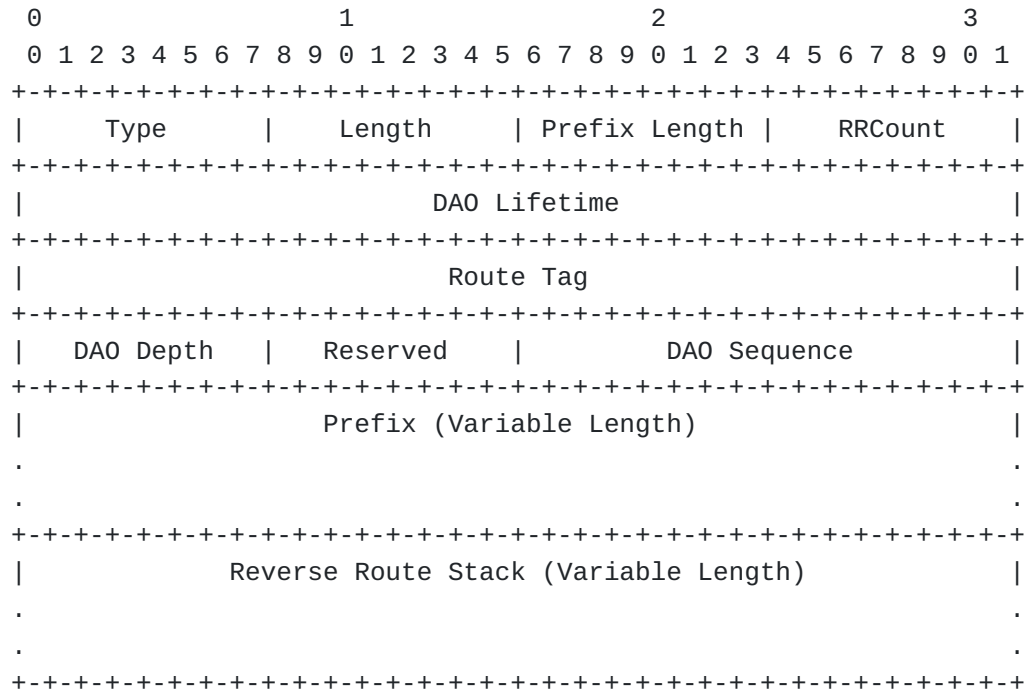 0                   1                   2                   3
 0 1 2 3 4 5 6 7 8 9 0 1 2 3 4 5 6 7 8 9 0 1 2 3 4 5 6 7 8 9 0 1
+-+-+-+-+-+-+-+-+-+-+-+-+-+-+-+-+-+-+-+-+-+-+-+-+-+-+-+-+-+-+-+-+
|     Type      |    Length     | Prefix Length |    RRCount    |
+-+-+-+-+-+-+-+-+-+-+-+-+-+-+-+-+-+-+-+-+-+-+-+-+-+-+-+-+-+-+-+-+
|                          DAO Lifetime                         |
+-+-+-+-+-+-+-+-+-+-+-+-+-+-+-+-+-+-+-+-+-+-+-+-+-+-+-+-+-+-+-+-+
|                           Route Tag                           |
+-+-+-+-+-+-+-+-+-+-+-+-+-+-+-+-+-+-+-+-+-+-+-+-+-+-+-+-+-+-+-+-+
|   DAO Depth   |   Reserved    |         DAO Sequence          |
+-+-+-+-+-+-+-+-+-+-+-+-+-+-+-+-+-+-+-+-+-+-+-+-+-+-+-+-+-+-+-+-+
|                   Prefix (Variable Length)                    |
.                                                               .
.                                                               .
+-+-+-+-+-+-+-+-+-+-+-+-+-+-+-+-+-+-+-+-+-+-+-+-+-+-+-+-+-+-+-+-+
|             Reverse Route Stack (Variable Length)             |
.                                                               .
.                                                               .
+-+-+-+-+-+-+-+-+-+-+-+-+-+-+-+-+-+-+-+-+-+-+-+-+-+-+-+-+-+-+-+-+